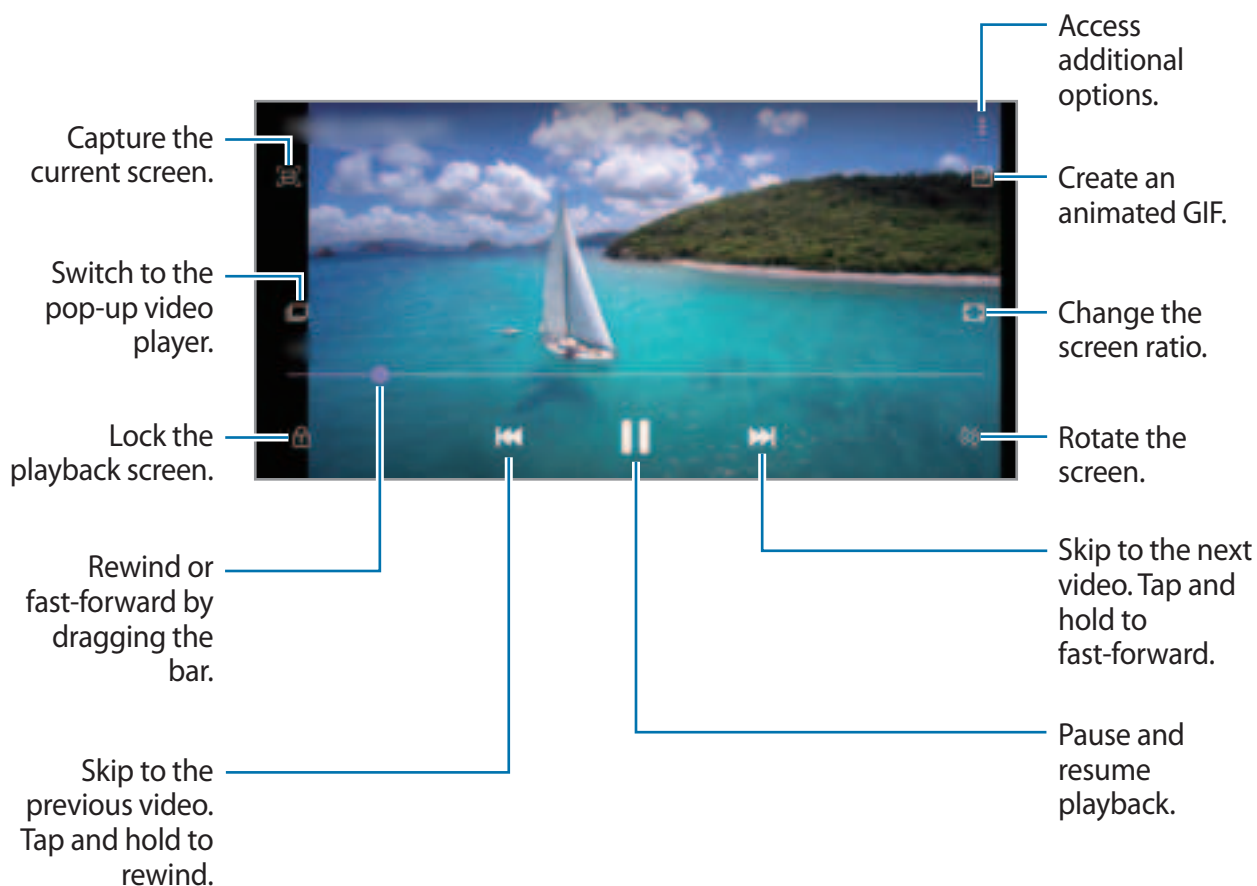 Access
additional
options.
Capture the
current screen.
Create an
animated GIF.
Switch to the
pop-up video
player.
Change the
screen ratio.
Lock the
playback screen.
Rotate the
screen.
Rewind or
fast-forward by
dragging the
bar.
Skip to the next
video. Tap and
hold to
fast-forward.
Pause and
resume
playback.
Skip to the
previous video.
Tap and hold to
rewind.